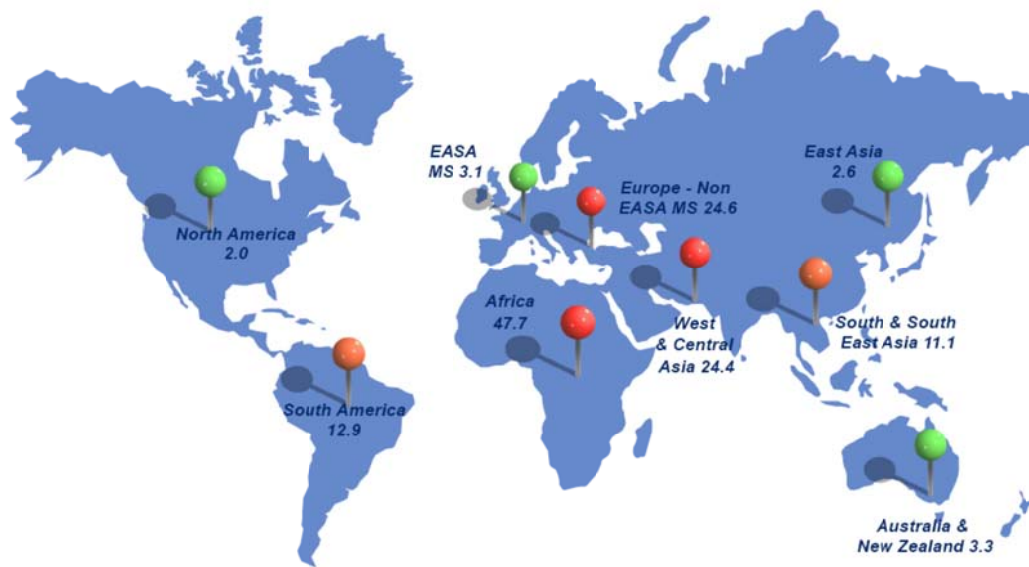 EASA
MS 3.1
East Asia
2.6
Europe - Non
EASA MS 24.6
North America
2.0
Africa
47.7
West
& Central
Asia 24.4
South & South
East Asia 11.1
South America
12.9
Australia &
New Zealand 3.3